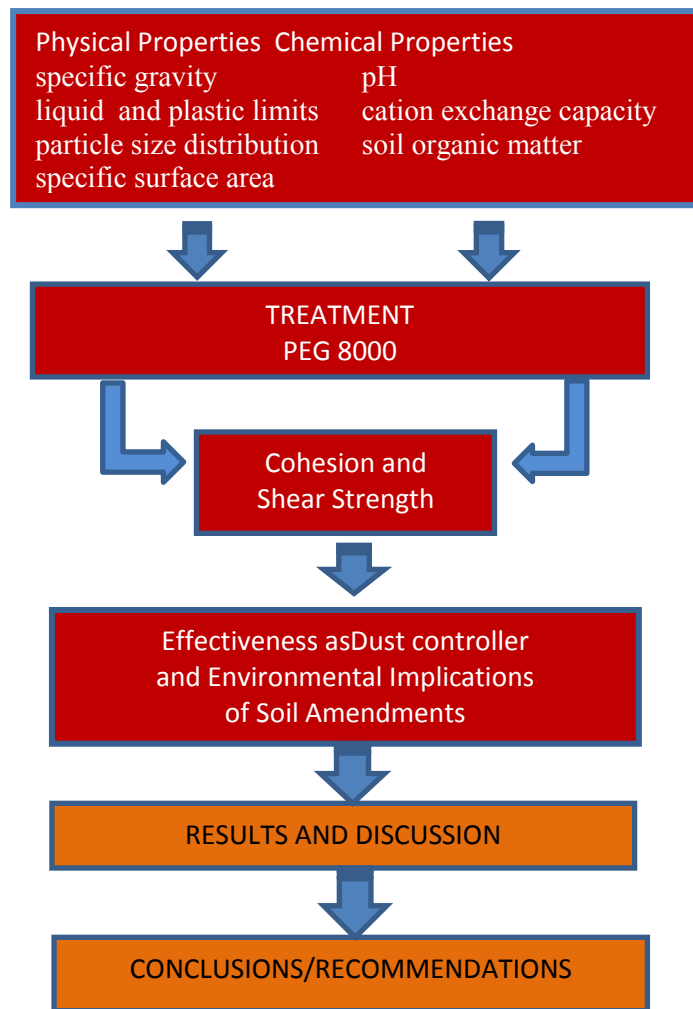 Physical Properties  Chemical Properties
specific gravity pH
liquid and plastic limits cation exchange capacity
particle size distribution soil organic matter
specific surface area
TREATMENT
PEG 8000
Cohesion and
Shear Strength
Effectiveness asDust controller
and Environmental Implications
of Soil Amendments
RESULTS AND DISCUSSION
CONCLUSIONS/RECOMMENDATIONS